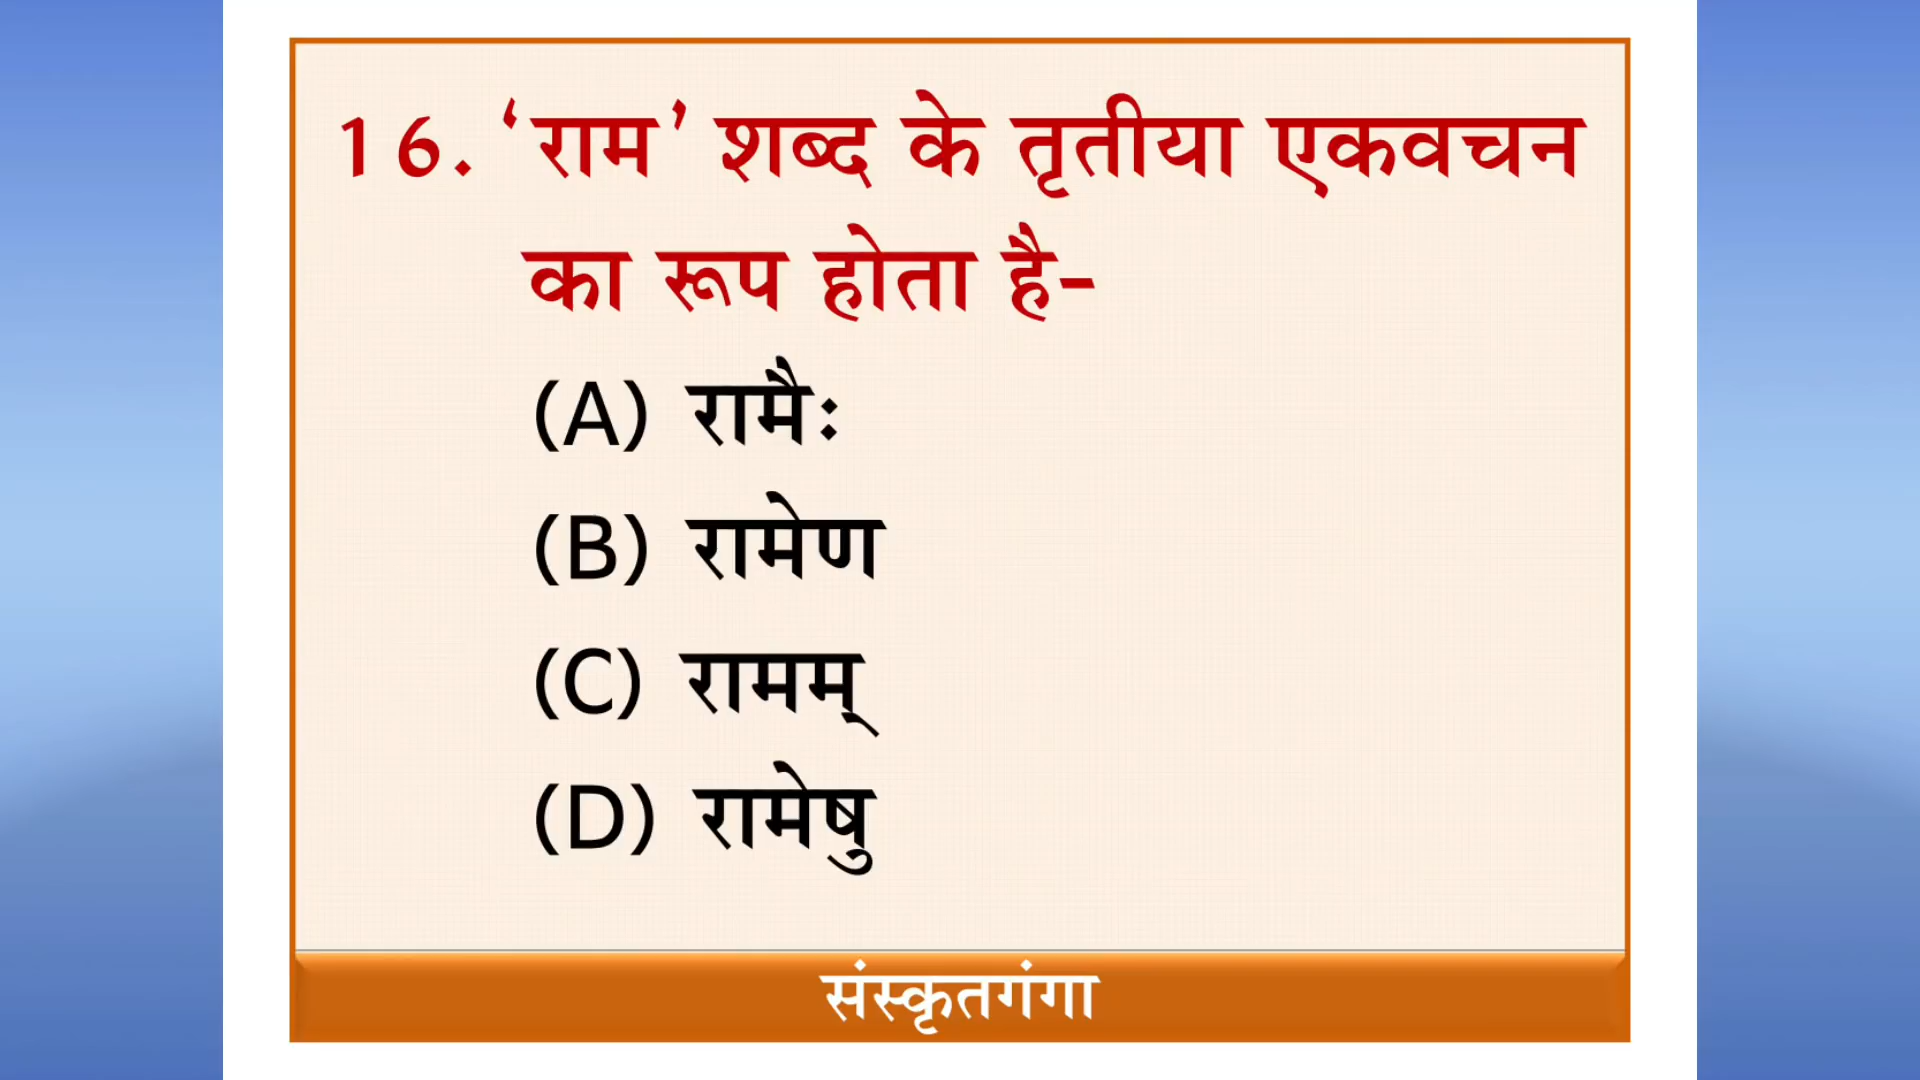 16. ‘राम’ शब्द के तृतीया एकवचन
का रूप होता है-
(A) रामैः
(B) रामेण
(C) रामम्
(D) रामेषु
संस्कृतगंगा